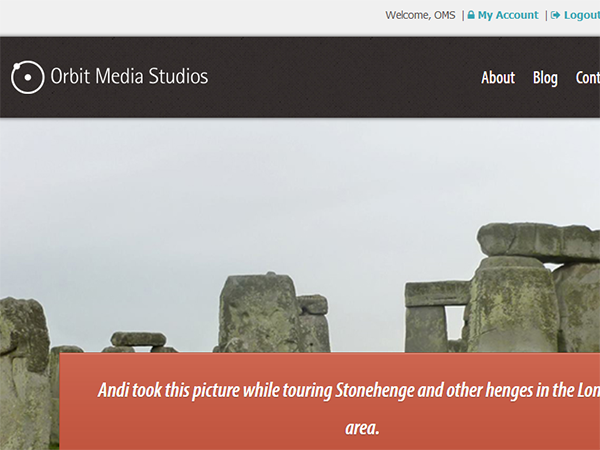 Welcome, OMS | My Account | Logout
Orbit Media Studios
About Blog Cont
Andi took this picture while touring Stonehenge and other henges in the Lon
area.